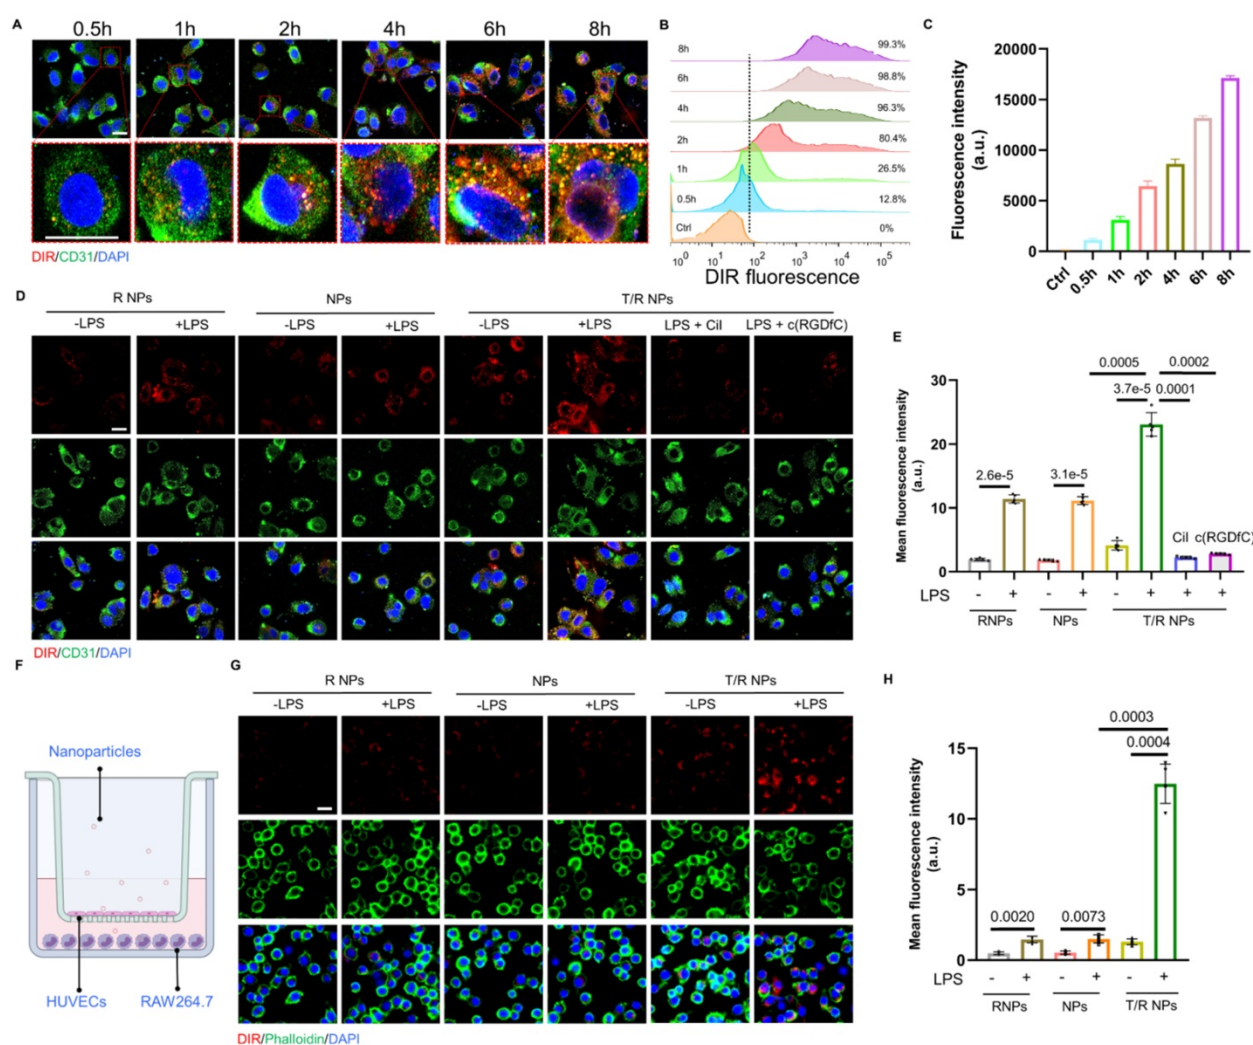 A
0.5h 1h 2h 4h 6h 8h
DIR/CD31/DAPI
B
8h 99.3%
6h 98.8%
4h 96.3%
2h 80.4%
1h 26.5%
0.5h 12.8%
Ctrl 0%
10^0 10^1 10^2 10^3 10^4 10^5
DIR fluorescence
C
Fluorescence intensity
(a.u.)
20000
15000
10000
5000
0
Ctrl 0.5h 1h 2h 4h 6h 8h
D
R NPs NPs T/R NPs
-LPS +LPS -LPS +LPS -LPS +LPS LPS + Cil LPS + c(RGDfC)
DIR/CD31/DAPI
E
Mean fluorescence intensity
(a.u.)
30
20
10
0
0.0005 0.0002
3.7e-5 0.0001
2.6e-5 3.1e-5
Cil c(RGDfC)
LPS - + - + - + + +
RNPs NPs T/R NPs
F
Nanoparticles
HUVECs RAW264.7
G
R NPs NPs T/R NPs
-LPS +LPS -LPS +LPS -LPS +LPS
DIR/Phalloidin/DAPI
H
Mean fluorescence intensity
(a.u.)
15
10
5
0
0.0003
0.0004
0.0020 0.0073
LPS - + - + - +
RNPs NPs T/R NPs